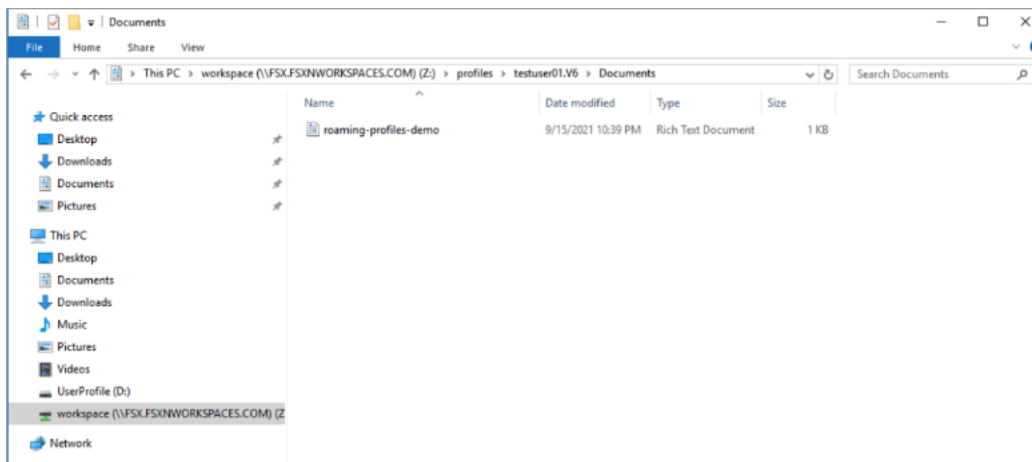 Documents
File Home Share View
This PC > workspace (\\FSX.FSXNWORKSPACES.COM) (Z:) > profiles > testuser01.V6 > Documents
Search Documents
Name Date modified Type Size
roaming-profiles-demo 9/15/2021 10:39 PM Rich Text Document 1 KB
Quick access
Desktop
Downloads
Documents
Pictures
This PC
Desktop
Documents
Downloads
Music
Pictures
Videos
UserProfile (D:)
workspace (\\FSX.FSXNWORKSPACES.COM) (Z
Network